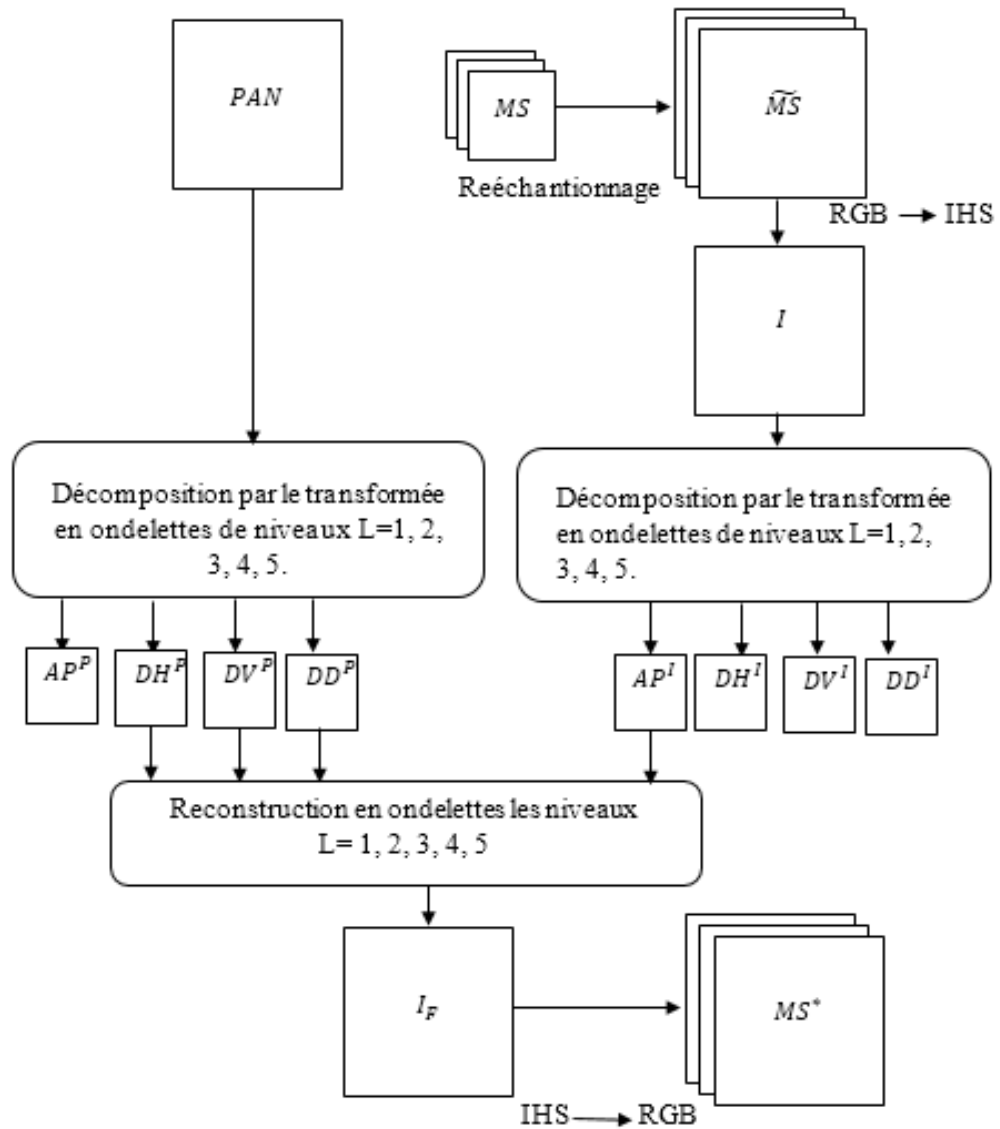 PAN
MS
M̃S
Reéchantionnage
RGB → IHS
I
Décomposition par le transformée
en ondelettes de niveaux L=1, 2,
3, 4, 5.
Décomposition par le transformée
en ondelettes de niveaux L=1, 2,
3, 4, 5.
AP^P
DH^P
DV^P
DD^P
AP^I
DH^I
DV^I
DD^I
Reconstruction en ondelettes les niveaux
L= 1, 2, 3, 4, 5
I_F
MS*
IHS → RGB